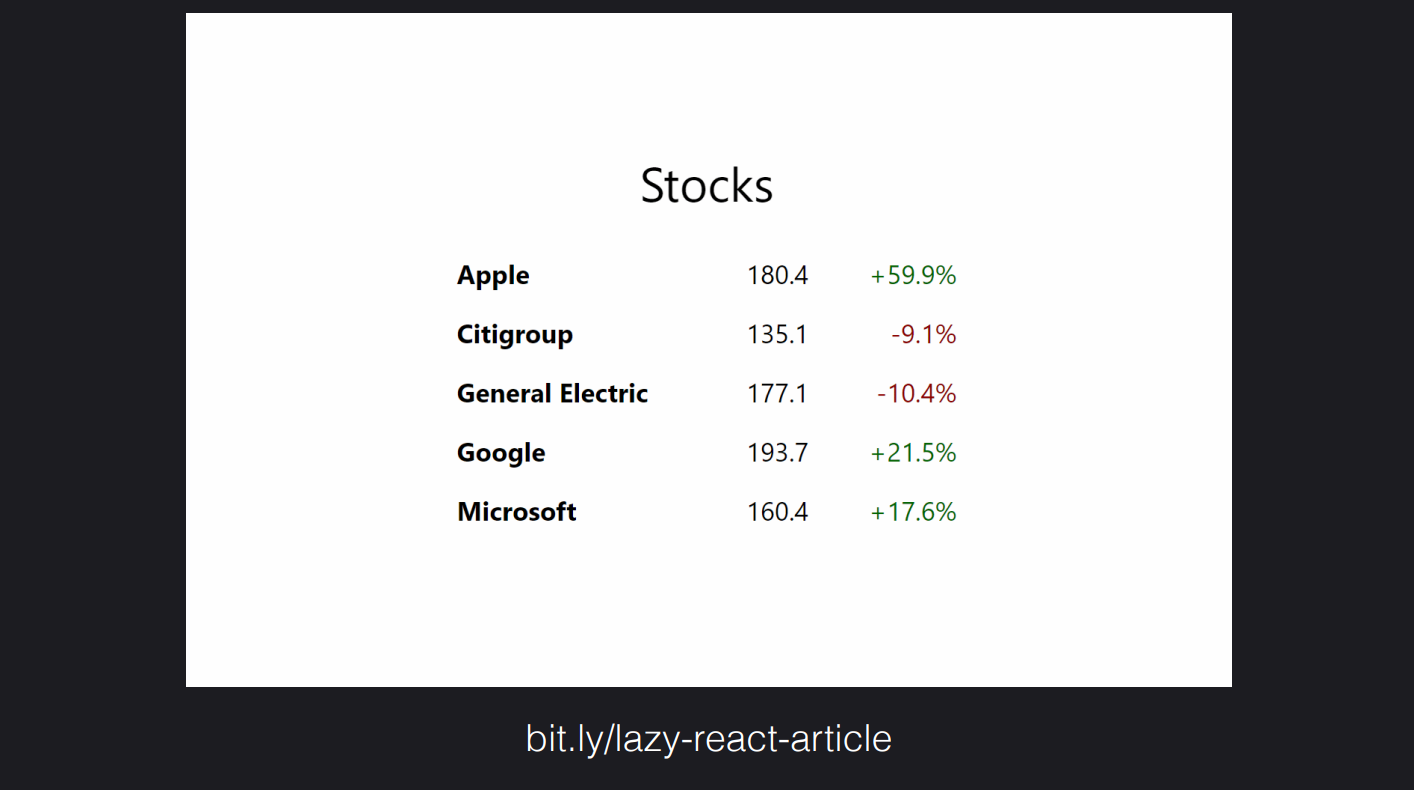 Stocks
Apple 180.4 +59.9%
Citigroup 135.1 -9.1%
General Electric 177.1 -10.4%
Google 193.7 +21.5%
Microsoft 160.4 +17.6%
bit.ly/lazy-react-article